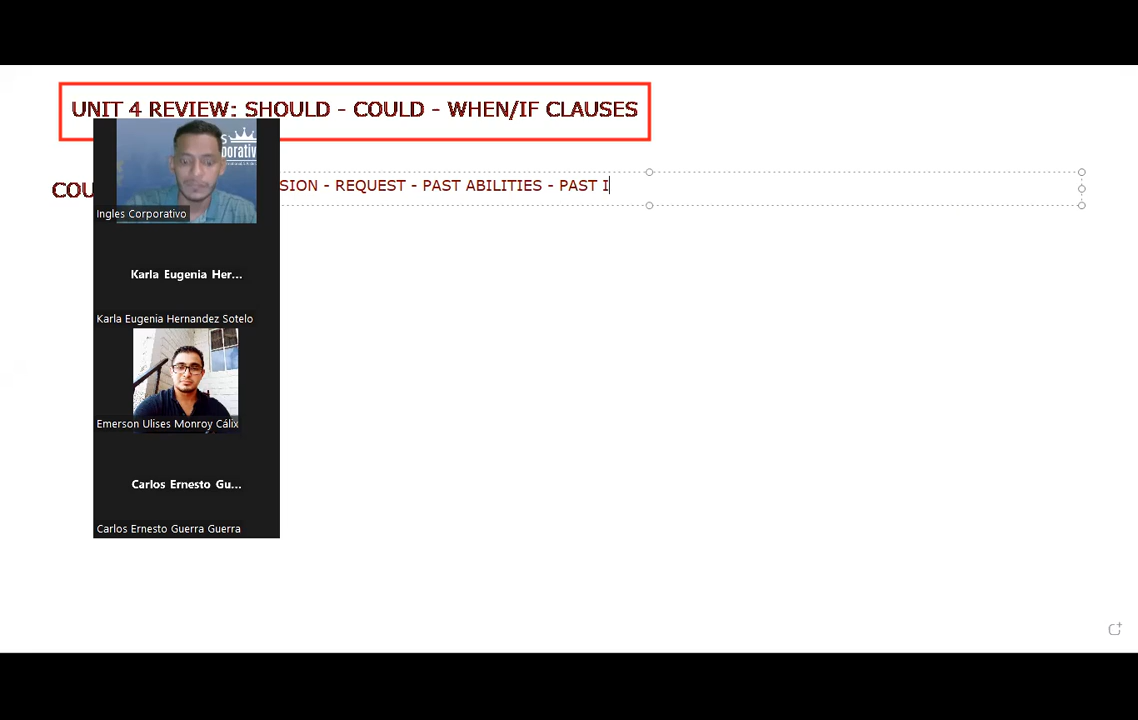 UNIT 4 REVIEW: SHOULD - COULD - WHEN/IF CLAUSES
COU
SION - REQUEST - PAST ABILITIES - PAST I
S
porativ
Ingles Corporativo
Karla Eugenia Her...
Karla Eugenia Hernandez Sotelo
Emerson Ulises Monroy Cálix
Carlos Ernesto Gu...
Carlos Ernesto Guerra Guerra